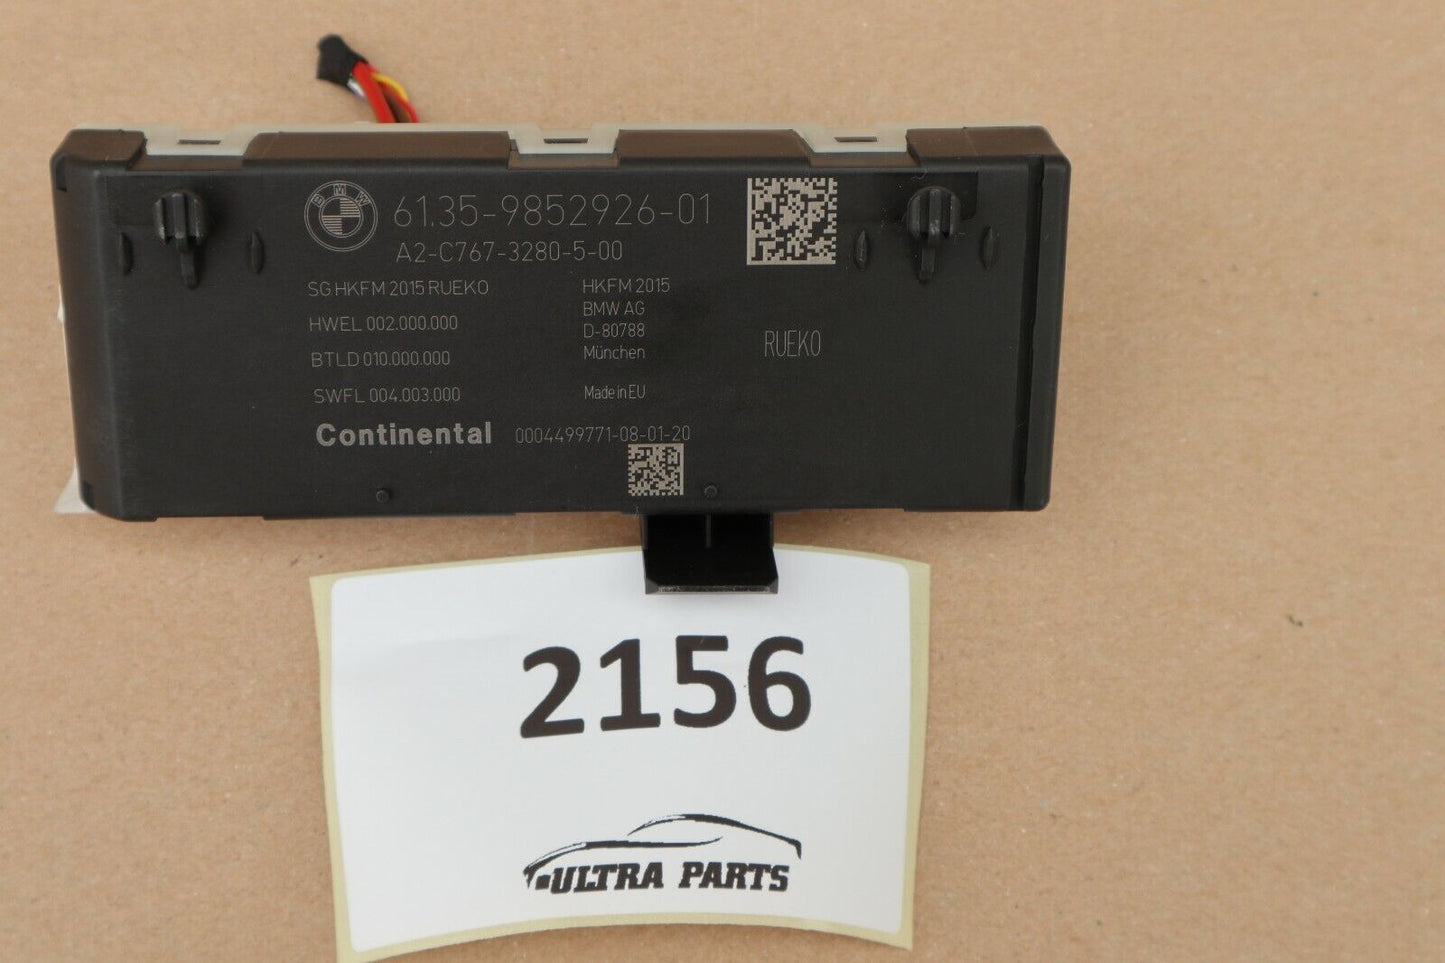 BMW
61.35-9852926-01
A2-C767-3280-5-00
SG HKFM 2015 RUEKO
HWEL 002.000.000
BTLD 010.000.000
SWFL 004.003.000
HKFM 2015
BMW AG
D-80788
München
Made in EU
RUEKO
Continental 0004499771-08-01-20
2156
ULTRA PARTS